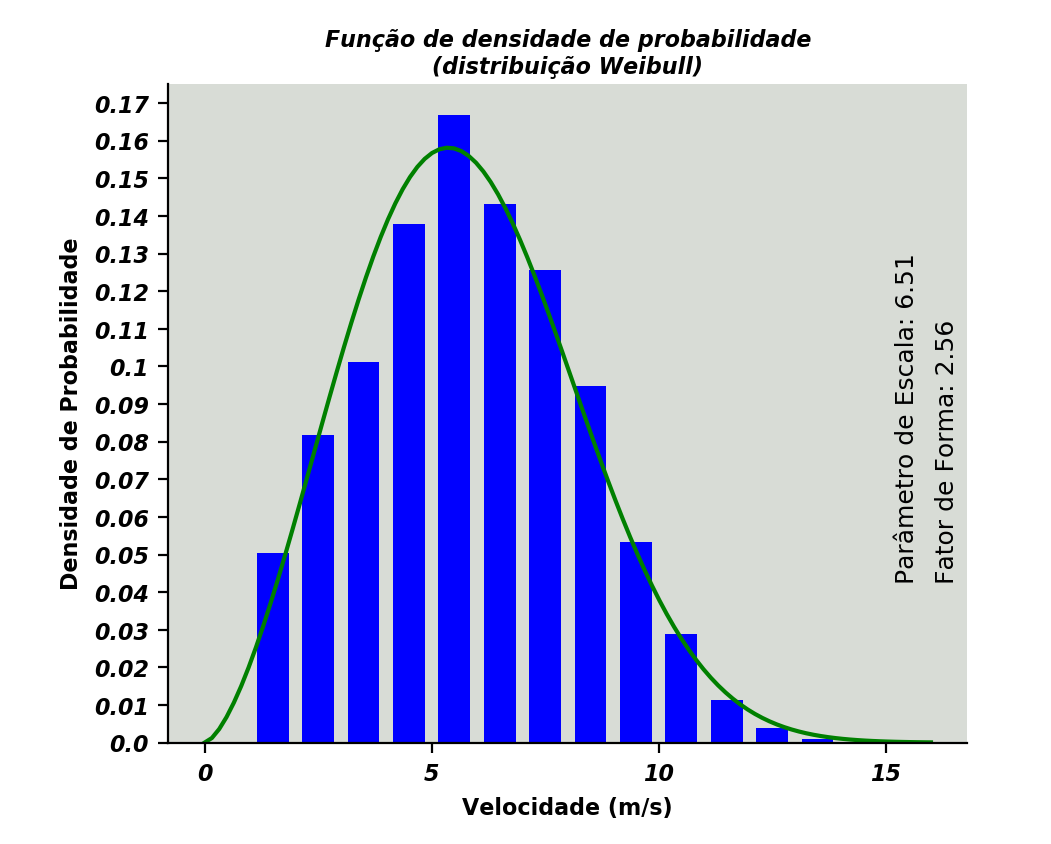 Função de densidade de probabilidade
(distribuição Weibull)
0.17
0.16
0.15
0.14
0.13
0.12
0.11
0.1
0.09
0.08
0.07
0.06
0.05
0.04
0.03
0.02
0.01
0.0
Densidade de Probabilidade
Parâmetro de Escala: 6.51
Fator de Forma: 2.56
0 5 10 15
Velocidade (m/s)